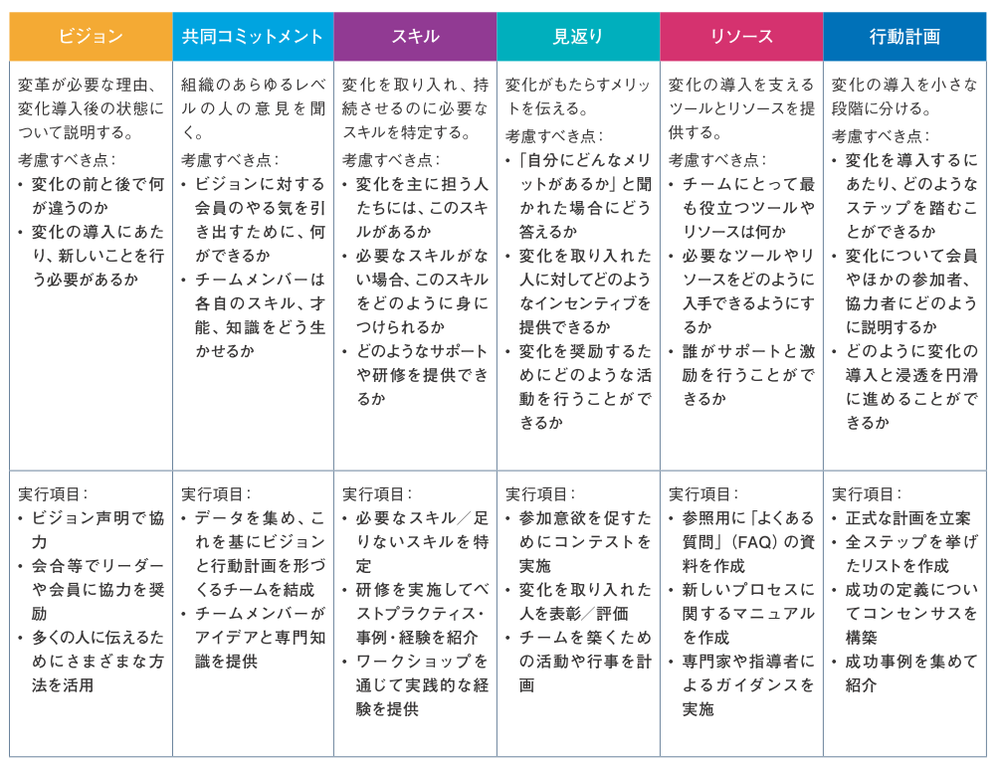 ビジョン
変革が必要な理由、
変化導入後の状態に
ついて説明する。
考慮すべき点：
• 変化の前と後で何
が違うのか
• 変化の導入にあた
り、新しいことを行
う必要があるか
実行項目：
• ビジョン声明で協
力
• 会合等でリーダー
や会員に協力を奨
励
• 多くの人に伝えるた
めにさまざまな方
法を活用
共同コミットメント
組織のあらゆるレベ
ルの人の意見を聞
く。
考慮すべき点：
• ビジョンに対する
会員のやる気を引
き出すために、何
ができるか
• チームメンバーは
各自のスキル、才
能、知識をどう生
かせるか
実行項目：
• データを集め、こ
れを基にビジョン
と行動計画を形づ
くるチームを結成
• チームメンバーが
アイデアと専門知
識を提供
スキル
変化を取り入れ、持
続させるのに必要な
スキルを特定する。
考慮すべき点：
• 変化を主に担う人
たちには、このスキ
ルがあるか
• 必要なスキルがな
い場合、このスキル
をどのように身に
つけられるか
• どのようなサポート
や研修を提供でき
るか
実行項目：
• 必要なスキル／足
りないスキルを特
定
• 研修を実施してベ
ストプラクティス・
事例・経験を紹介
• ワークショップを
通じて実践的な経
験を提供
見返り
変化がもたらすメリッ
トを伝える。
考慮すべき点：
• 「自分にどんなメリ
ットがあるか」と聞
かれた場合にどう
答えるか
• 変化を取り入れた
人に対してどのよう
なインセンティブを
提供できるか
• 変化を奨励するた
めにどのような活
動を行うことがで
きるか
実行項目：
• 参加意欲を促すた
めにコンテストを
実施
• 変化を取り入れた
人を表彰／評価
• チームを築くため
の活動や行事を計
画
リソース
変化の導入を支える
ツールとリソースを提
供する。
考慮すべき点：
• チームにとって最
も役立つツールや
リソースは何か
• 必要なツールやリ
ソースをどのように
入手できるようにす
るか
• 誰がサポートと激
励を行うことがで
きるか
実行項目：
• 参照用に「よくある
質問」（FAQ）の資
料を作成
• 新しいプロセスに
関するマニュアル
を作成
• 専門家や指導者に
よるガイダンスを
実施
行動計画
変化の導入を小さな
段階に分ける。
考慮すべき点：
• 変化を導入するに
あたり、どのような
ステップを踏むこ
とができるか
• 変化について会員
やほかの参加者、
協力者にどのよう
に説明するか
• どのように変化の
導入と浸透を円滑
に進めることがで
きるか
実行項目：
• 正式な計画を立案
• 全ステップを挙げ
たリストを作成
• 成功の定義につい
てコンセンサスを
構築
• 成功事例を集めて
紹介